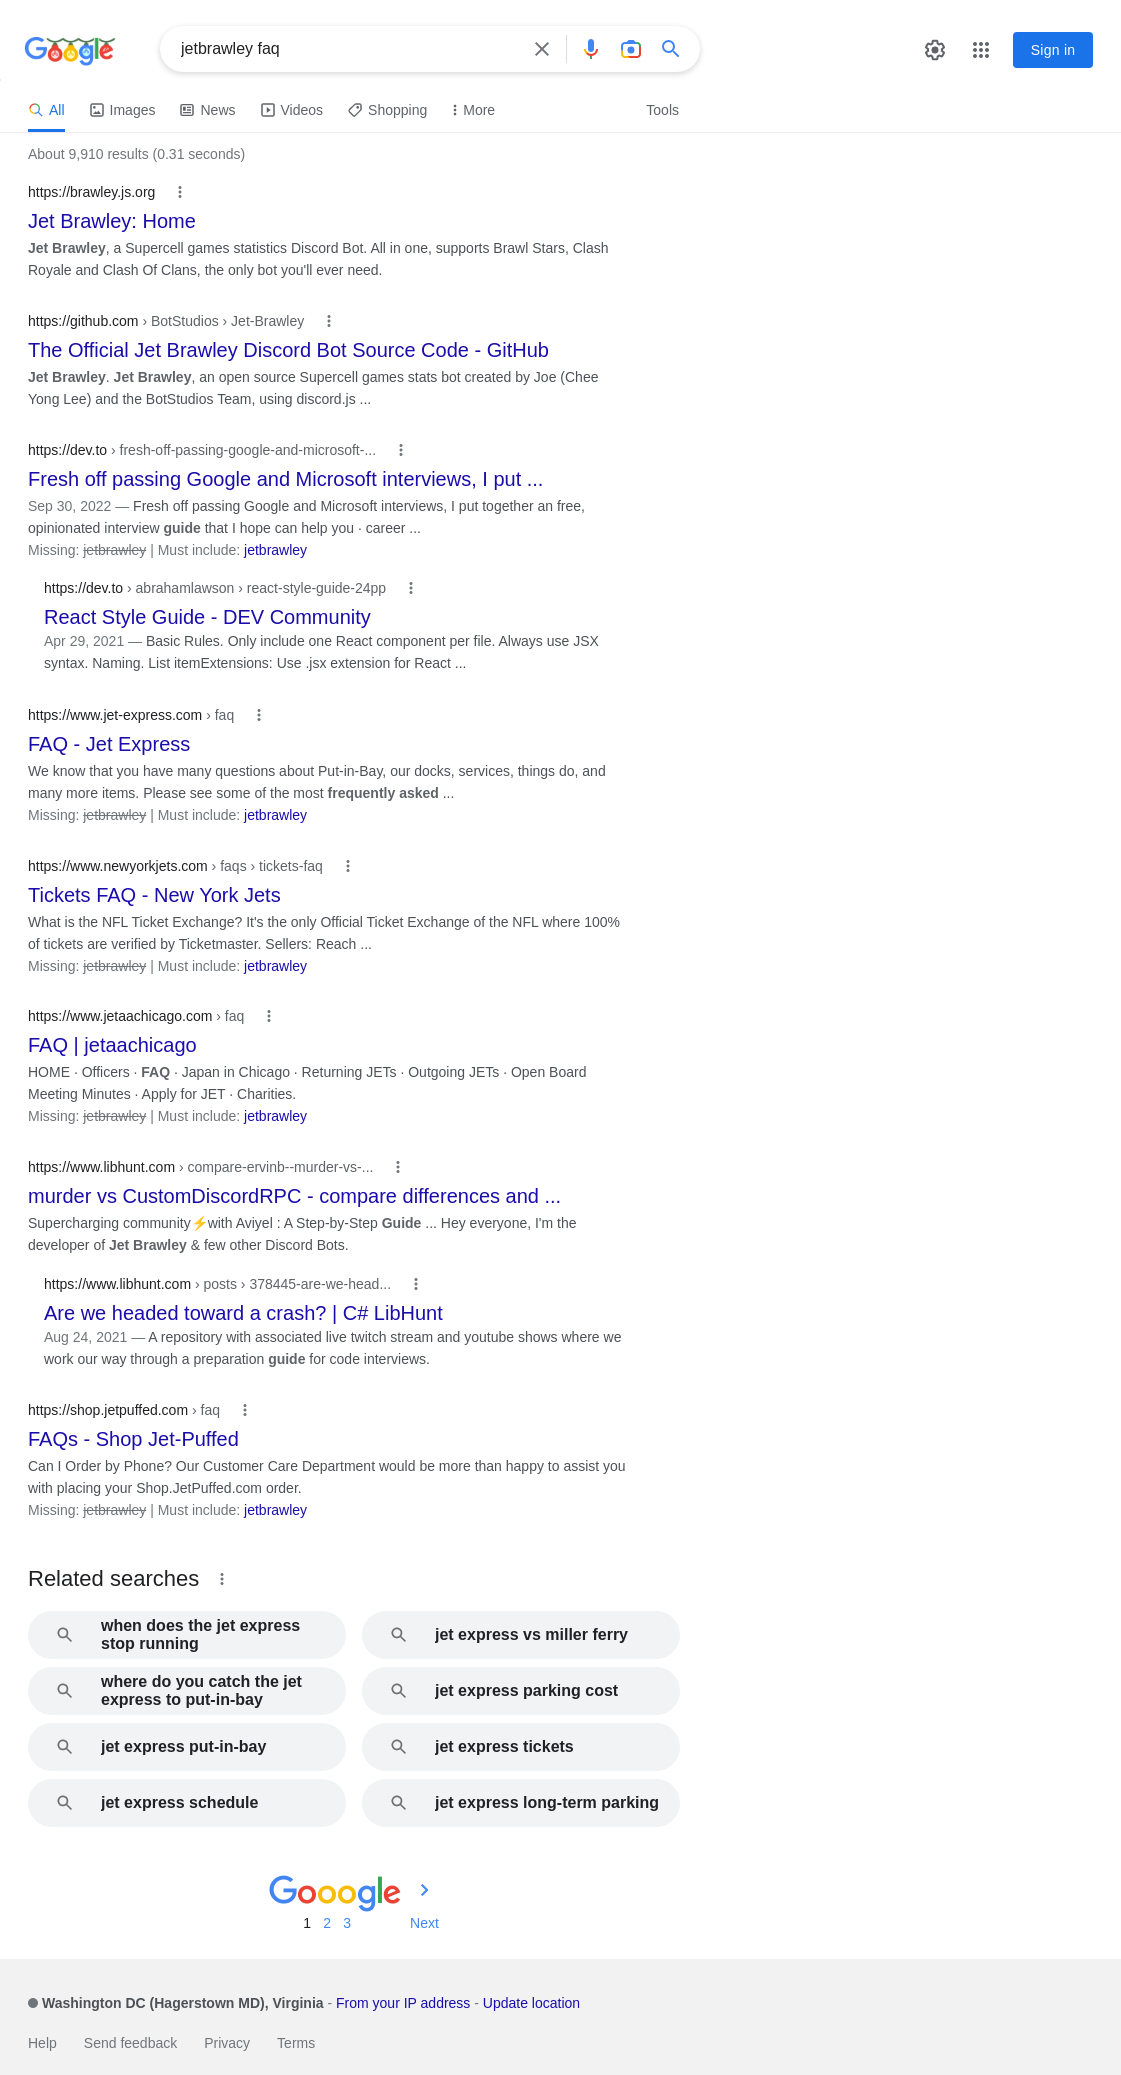 Google
jetbrawley faq
Sign in
All
Images
News
Videos
Shopping
More
Tools
About 9,910 results (0.31 seconds)
https://brawley.js.org
Jet Brawley: Home
Jet Brawley, a Supercell games statistics Discord Bot. All in one, supports Brawl Stars, Clash
Royale and Clash Of Clans, the only bot you'll ever need.
https://github.com › BotStudios › Jet-Brawley
The Official Jet Brawley Discord Bot Source Code - GitHub
Jet Brawley. Jet Brawley, an open source Supercell games stats bot created by Joe (Chee
Yong Lee) and the BotStudios Team, using discord.js ...
https://dev.to › fresh-off-passing-google-and-microsoft-...
Fresh off passing Google and Microsoft interviews, I put ...
Sep 30, 2022 — Fresh off passing Google and Microsoft interviews, I put together an free,
opinionated interview guide that I hope can help you · career ...
Missing: jetbrawley | Must include: jetbrawley
https://dev.to › abrahamlawson › react-style-guide-24pp
React Style Guide - DEV Community
Apr 29, 2021 — Basic Rules. Only include one React component per file. Always use JSX
syntax. Naming. List itemExtensions: Use .jsx extension for React ...
https://www.jet-express.com › faq
FAQ - Jet Express
We know that you have many questions about Put-in-Bay, our docks, services, things do, and
many more items. Please see some of the most frequently asked ...
Missing: jetbrawley | Must include: jetbrawley
https://www.newyorkjets.com › faqs › tickets-faq
Tickets FAQ - New York Jets
What is the NFL Ticket Exchange? It's the only Official Ticket Exchange of the NFL where 100%
of tickets are verified by Ticketmaster. Sellers: Reach ...
Missing: jetbrawley | Must include: jetbrawley
https://www.jetaachicago.com › faq
FAQ | jetaachicago
HOME · Officers · FAQ · Japan in Chicago · Returning JETs · Outgoing JETs · Open Board
Meeting Minutes · Apply for JET · Charities.
Missing: jetbrawley | Must include: jetbrawley
https://www.libhunt.com › compare-ervinb--murder-vs-...
murder vs CustomDiscordRPC - compare differences and ...
Supercharging community⚡with Aviyel : A Step-by-Step Guide ... Hey everyone, I'm the
developer of Jet Brawley & few other Discord Bots.
https://www.libhunt.com › posts › 378445-are-we-head...
Are we headed toward a crash? | C# LibHunt
Aug 24, 2021 — A repository with associated live twitch stream and youtube shows where we
work our way through a preparation guide for code interviews.
https://shop.jetpuffed.com › faq
FAQs - Shop Jet-Puffed
Can I Order by Phone? Our Customer Care Department would be more than happy to assist you
with placing your Shop.JetPuffed.com order.
Missing: jetbrawley | Must include: jetbrawley
Related searches
when does the jet express
stop running
jet express vs miller ferry
where do you catch the jet
express to put-in-bay
jet express parking cost
jet express put-in-bay
jet express tickets
jet express schedule
jet express long-term parking
Gooogle
1 2 3 Next
Washington DC (Hagerstown MD), Virginia - From your IP address - Update location
Help Send feedback Privacy Terms